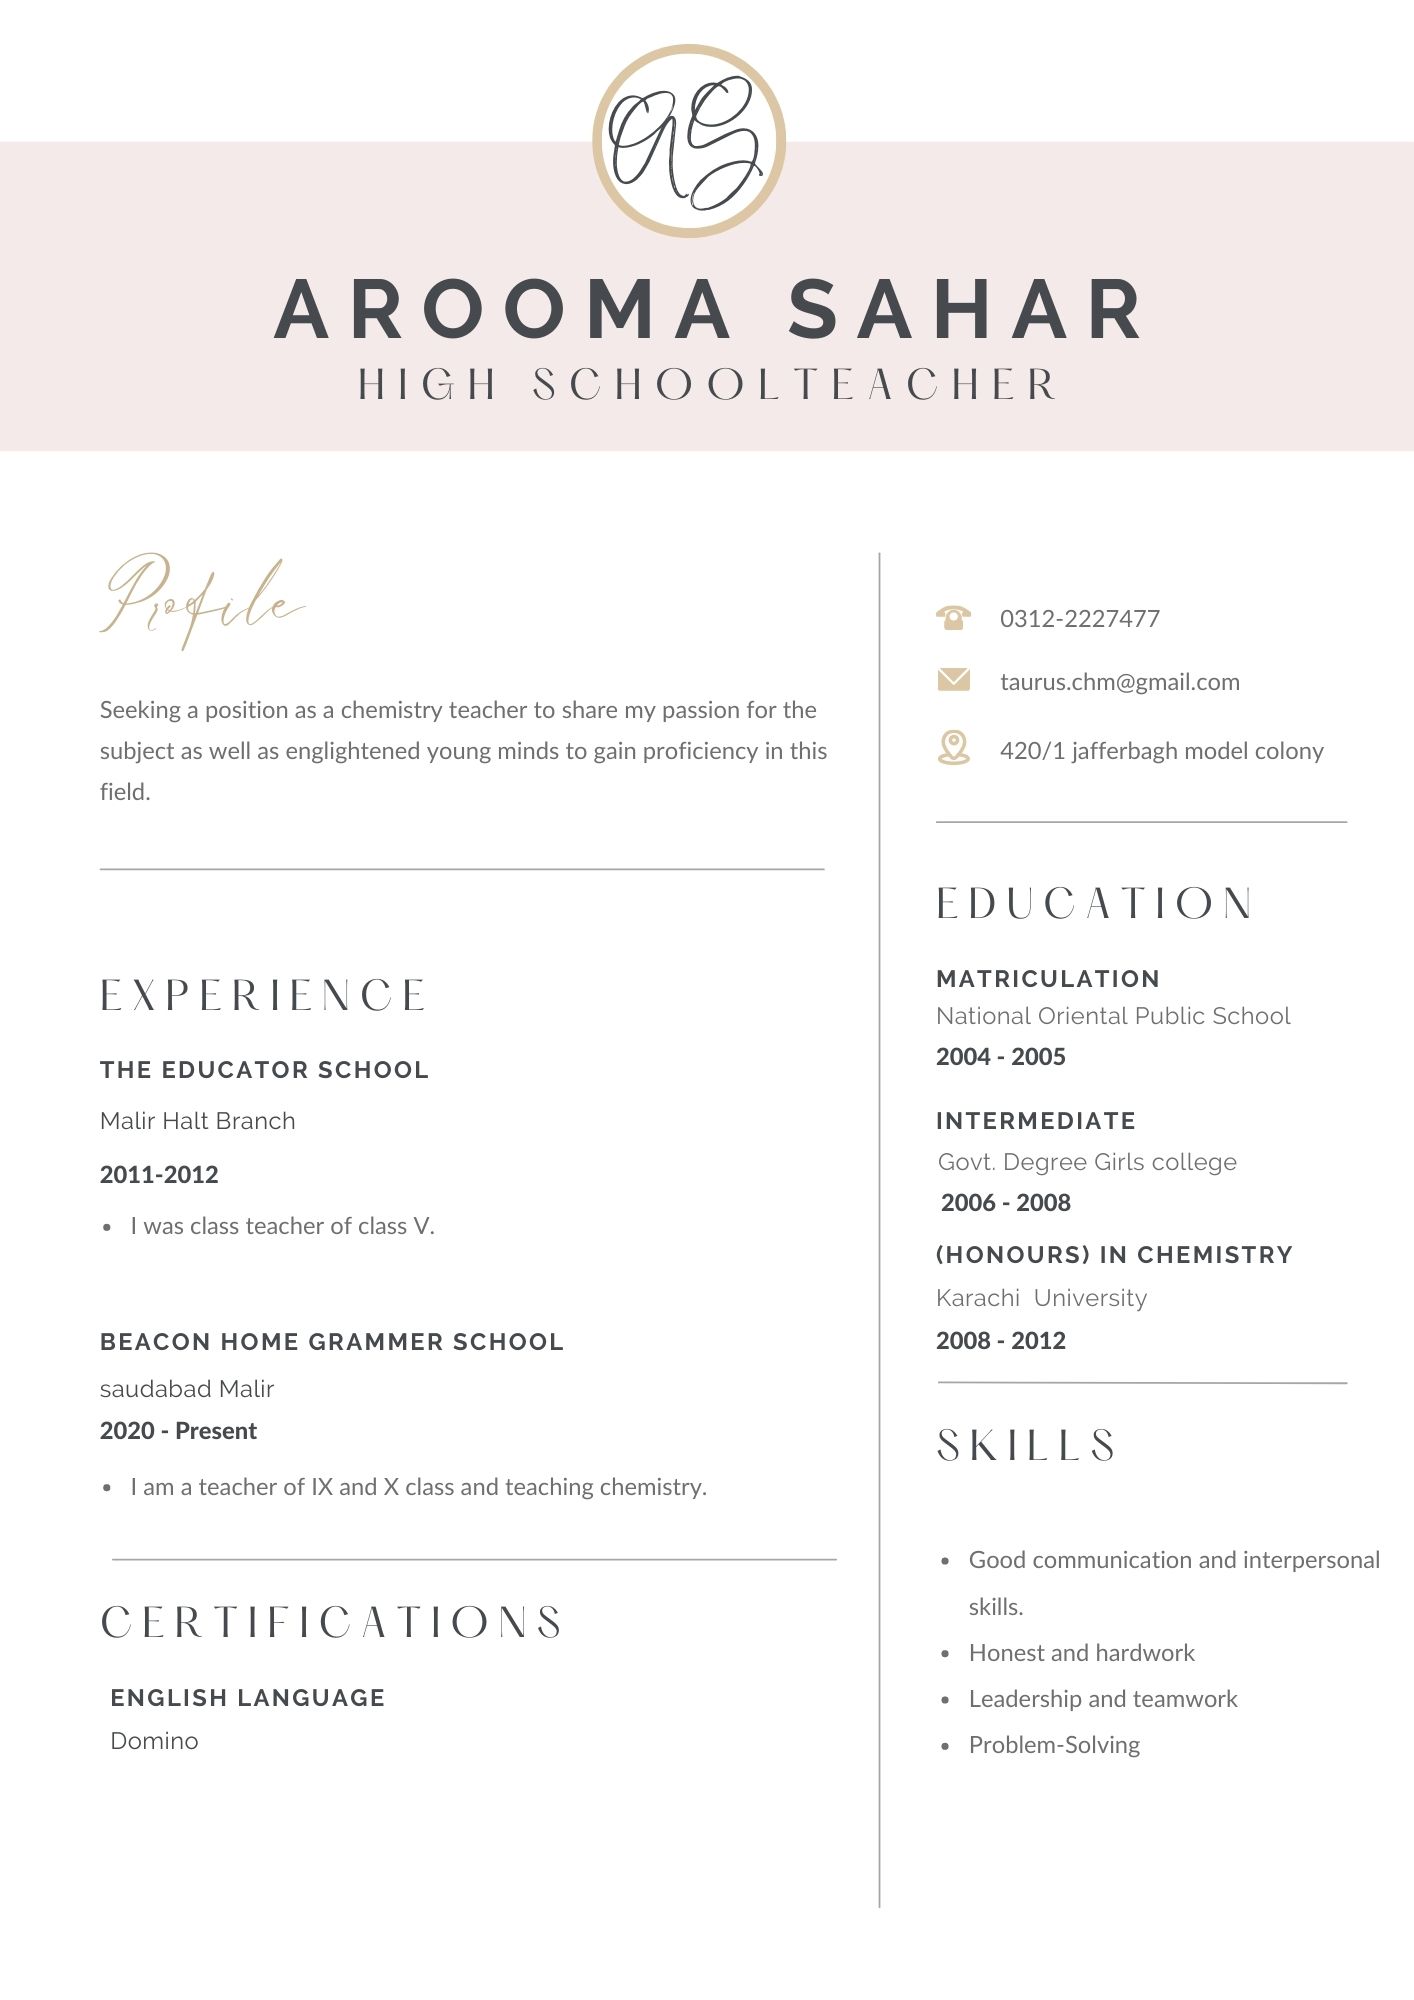 AS
AROOMA SAHAR
HIGH SCHOOLTEACHER
Profile
Seeking a position as a chemistry teacher to share my passion for the
subject as well as englightened young minds to gain proficiency in this
field.
EXPERIENCE
THE EDUCATOR SCHOOL
Malir Halt Branch
2011-2012
• I was class teacher of class V.
BEACON HOME GRAMMER SCHOOL
saudabad Malir
2020 - Present
• I am a teacher of IX and X class and teaching chemistry.
CERTIFICATIONS
ENGLISH LANGUAGE
Domino
0312-2227477
taurus.chm@gmail.com
420/1 jafferbagh model colony
EDUCATION
MATRICULATION
National Oriental Public School
2004 - 2005
INTERMEDIATE
Govt. Degree Girls college
2006 - 2008
(HONOURS) IN CHEMISTRY
Karachi  University
2008 - 2012
SKILLS
• Good communication and interpersonal
skills.
• Honest and hardwork
• Leadership and teamwork
• Problem-Solving